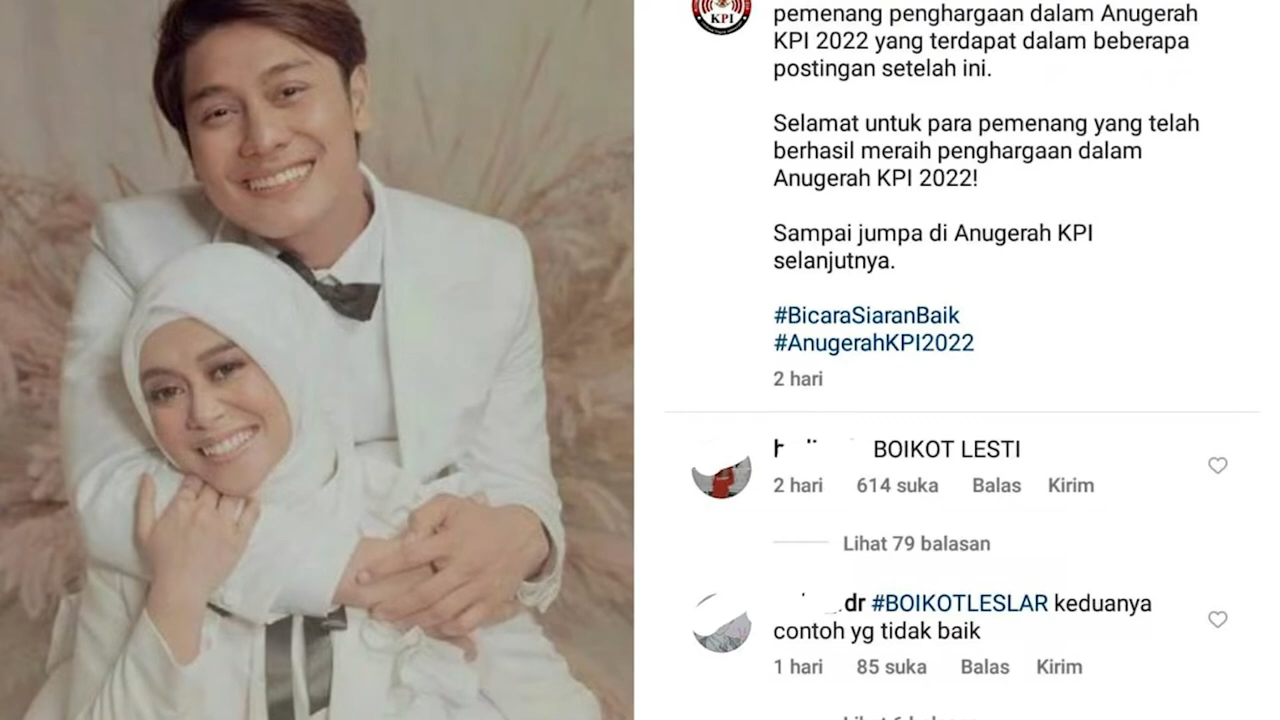 KPI
pemenang penghargaan dalam Anugerah
KPI 2022 yang terdapat dalam beberapa
postingan setelah ini.
Selamat untuk para pemenang yang telah
berhasil meraih penghargaan dalam
Anugerah KPI 2022!
Sampai jumpa di Anugerah KPI
selanjutnya.
#BicaraSiaranBaik
#AnugerahKPI2022
2 hari
BOIKOT LESTI
2 hari 614 suka Balas Kirim
Lihat 79 balasan
dr #BOIKOTLESLAR keduanya
contoh yg tidak baik
1 hari 85 suka Balas Kirim